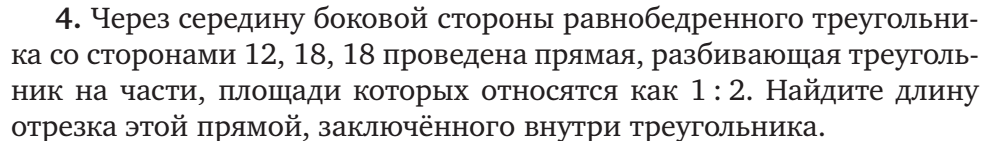 4. Через середину боковой стороны равнобедренного треугольни-
ка со сторонами 12, 18, 18 проведена прямая, разбивающая треуголь-
ник на части, площади которых относятся как 1 : 2. Найдите длину
отрезка этой прямой, заключённого внутри треугольника.